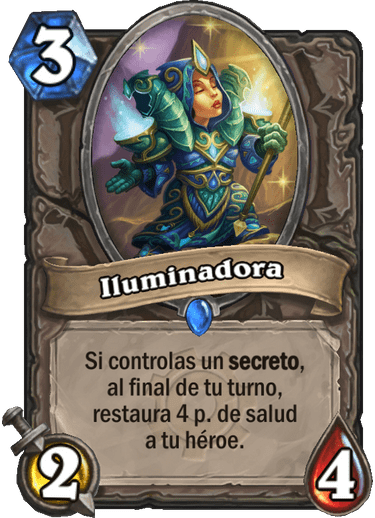 3
Iluminadora
Si controlas un secreto,
al final de tu turno,
restaura 4 p. de salud
a tu héroe.
2
4